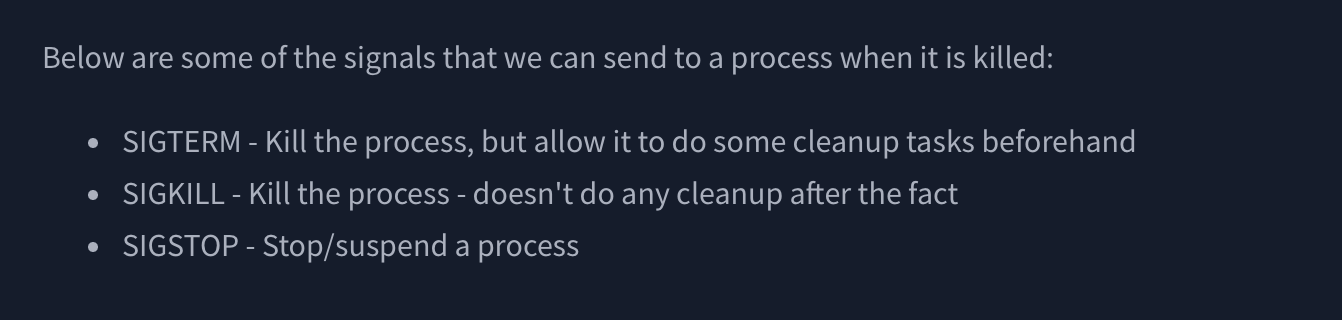 Below are some of the signals that we can send to a process when it is killed:
• SIGTERM - Kill the process, but allow it to do some cleanup tasks beforehand
• SIGKILL - Kill the process - doesn't do any cleanup after the fact
• SIGSTOP - Stop/suspend a process